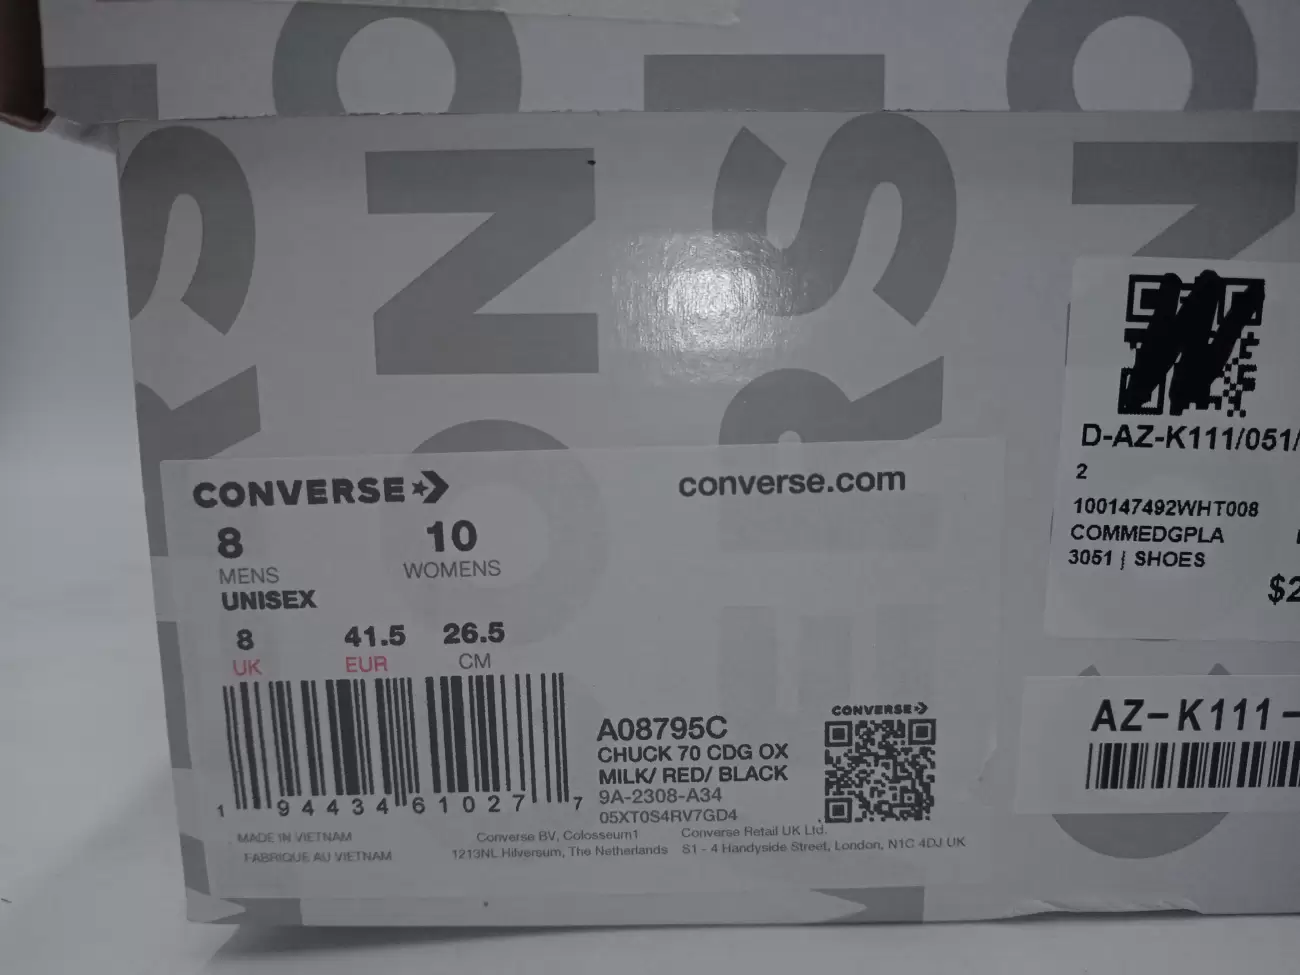 CONVERSE
converse.com
8
10
MENS
WOMENS
UNISEX
8 41.5 26.5
UK EUR CM
1 94434 61027 7
A08795C
CHUCK 70 CDG OX
MILK/ RED/ BLACK
9A-2308-A34
05XT0S4RV7GD4
CONVERSE
MADE IN VIETNAM
FABRIQUE AU VIETNAM
Converse BV, Colosseum1
1213NL Hilversum, The Netherlands
Converse Retail UK Ltd.
S1 - 4 Handyside Street, London, N1C 4DJ UK
D-AZ-K111/051/
2
100147492WHT008
COMMEDGPLA
3051 | SHOES
$2
AZ-K111-